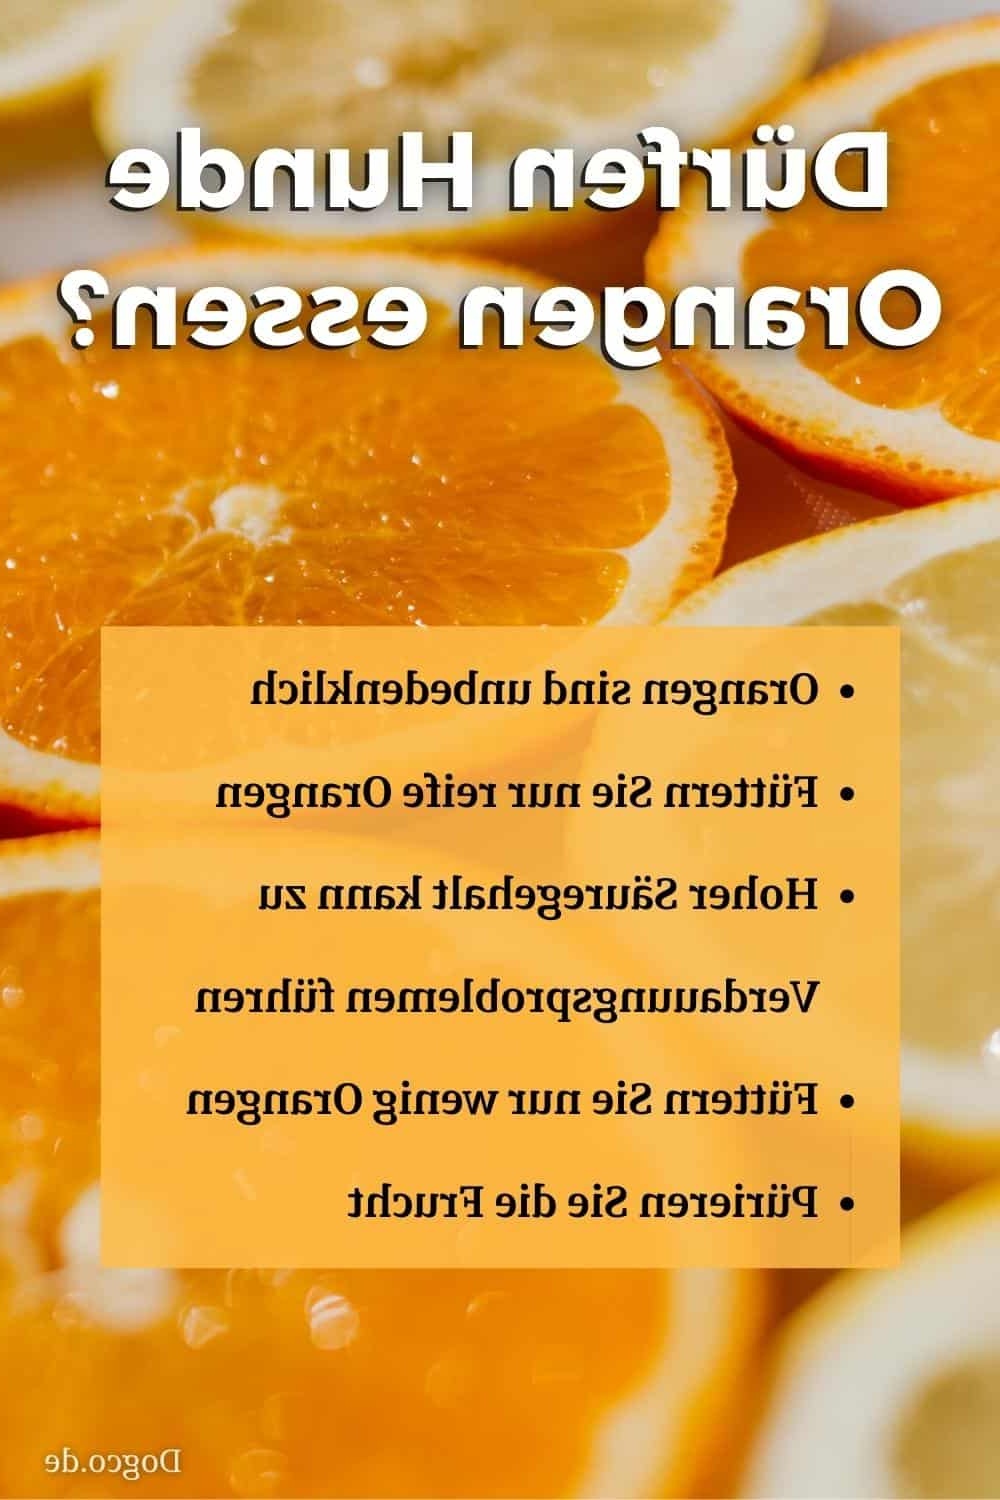 Dürfen Hunde
Orangen essen?
• Orangen sind unbedenklich
• Füttern Sie nur reife Orangen
• Hoher Säuregehalt kann zu
Verdauungsproblemen führen
• Füttern Sie nur wenig Orangen
• Pürieren Sie die Frucht
Dogco.de